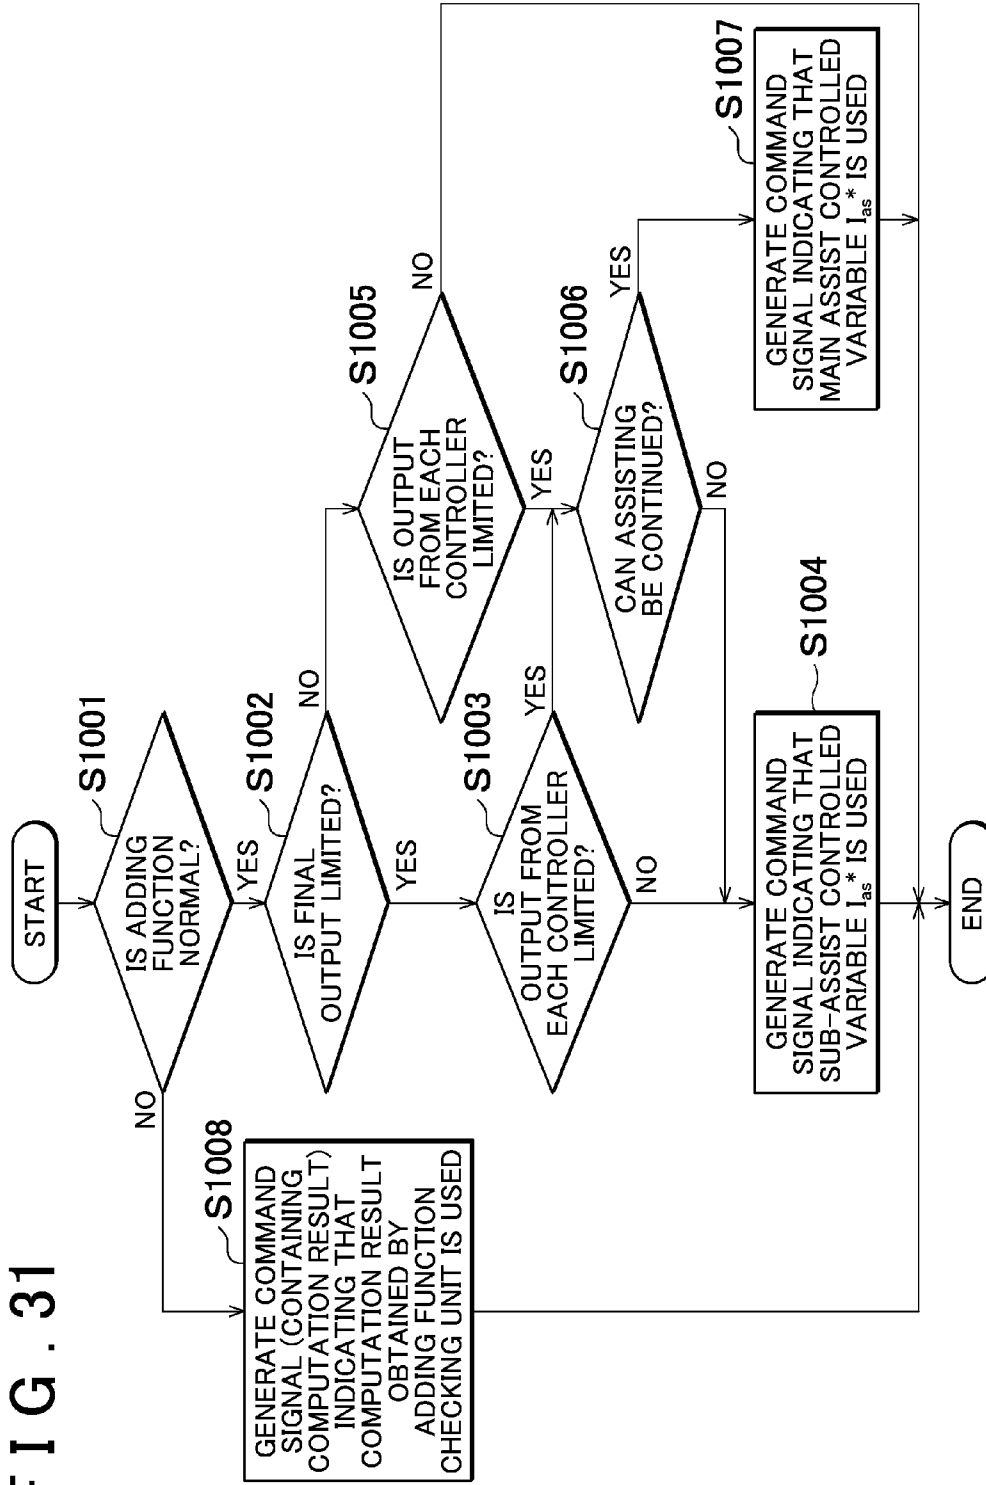 FIG. 31
START
S1001
IS ADDING
FUNCTION
NORMAL?
NO
YES
S1002
IS FINAL
OUTPUT LIMITED?
NO
YES
S1003
IS
OUTPUT FROM
EACH CONTROLLER
LIMITED?
YES
NO
S1004
GENERATE COMMAND
SIGNAL INDICATING THAT
SUB-ASSIST CONTROLLED
VARIABLE Ias* IS USED
S1005
IS OUTPUT
FROM EACH
CONTROLLER
LIMITED?
NO
YES
S1006
CAN ASSISTING
BE CONTINUED?
YES
NO
S1007
GENERATE COMMAND
SIGNAL INDICATING THAT
MAIN ASSIST CONTROLLED
VARIABLE Ias* IS USED
S1008
GENERATE COMMAND
SIGNAL (CONTAINING
COMPUTATION RESULT)
INDICATING THAT
COMPUTATION RESULT
OBTAINED BY
ADDING FUNCTION
CHECKING UNIT IS USED
END